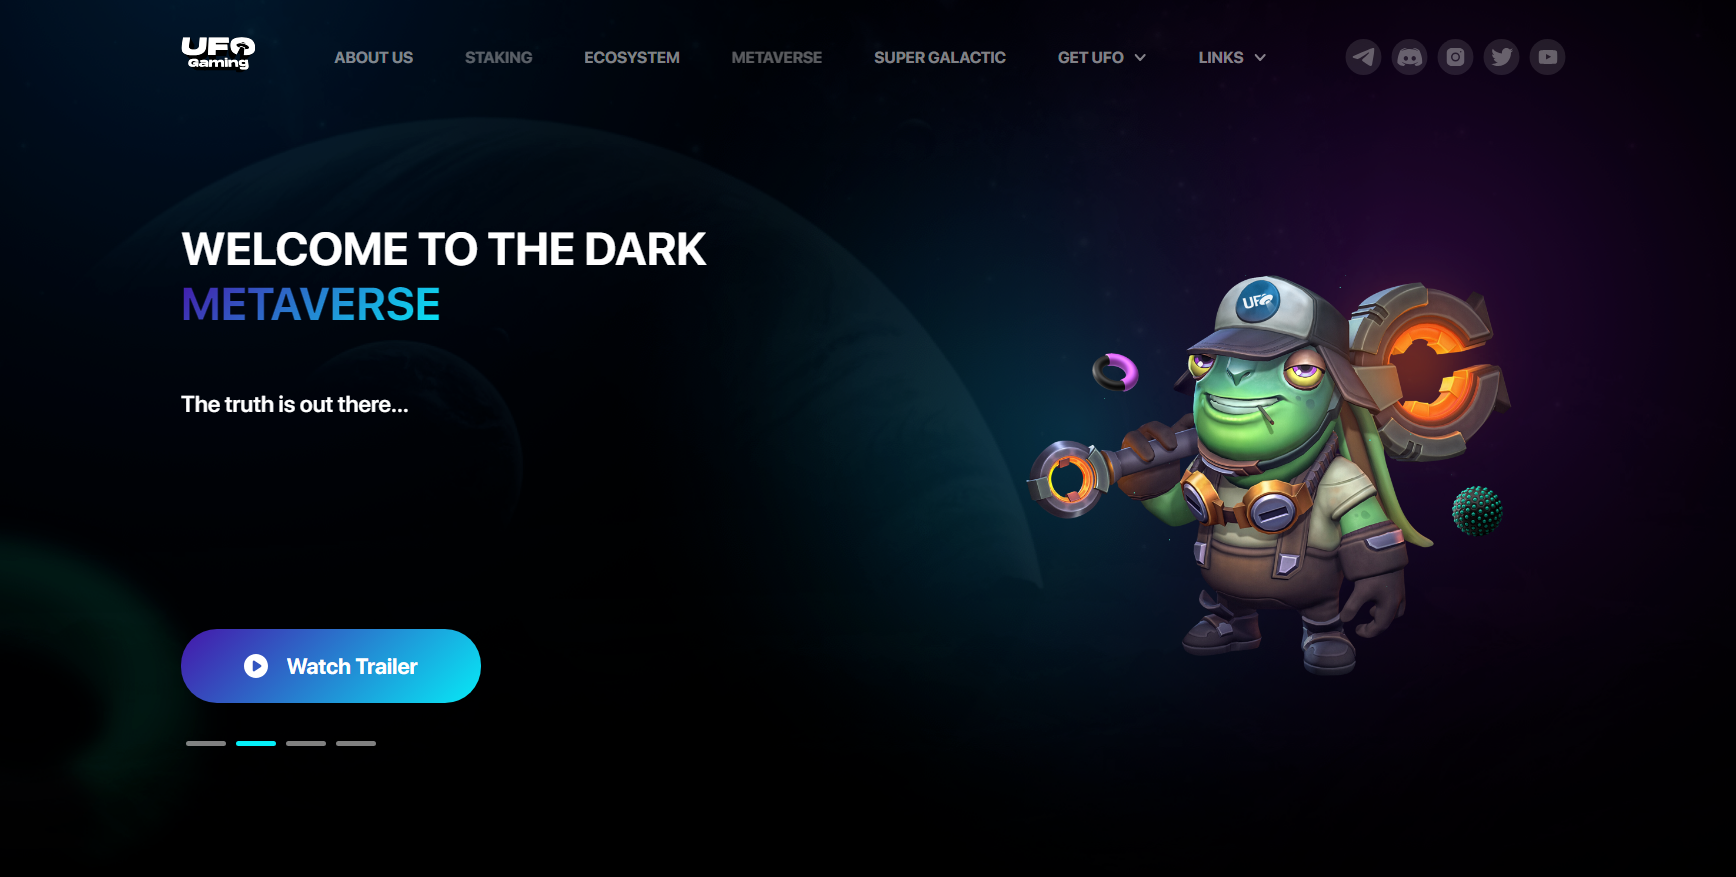 UFO
Gaming
ABOUT US
STAKING
ECOSYSTEM
METAVERSE
SUPER GALACTIC
GET UFO
LINKS
WELCOME TO THE DARK
METAVERSE
The truth is out there...
UFO
Watch Trailer